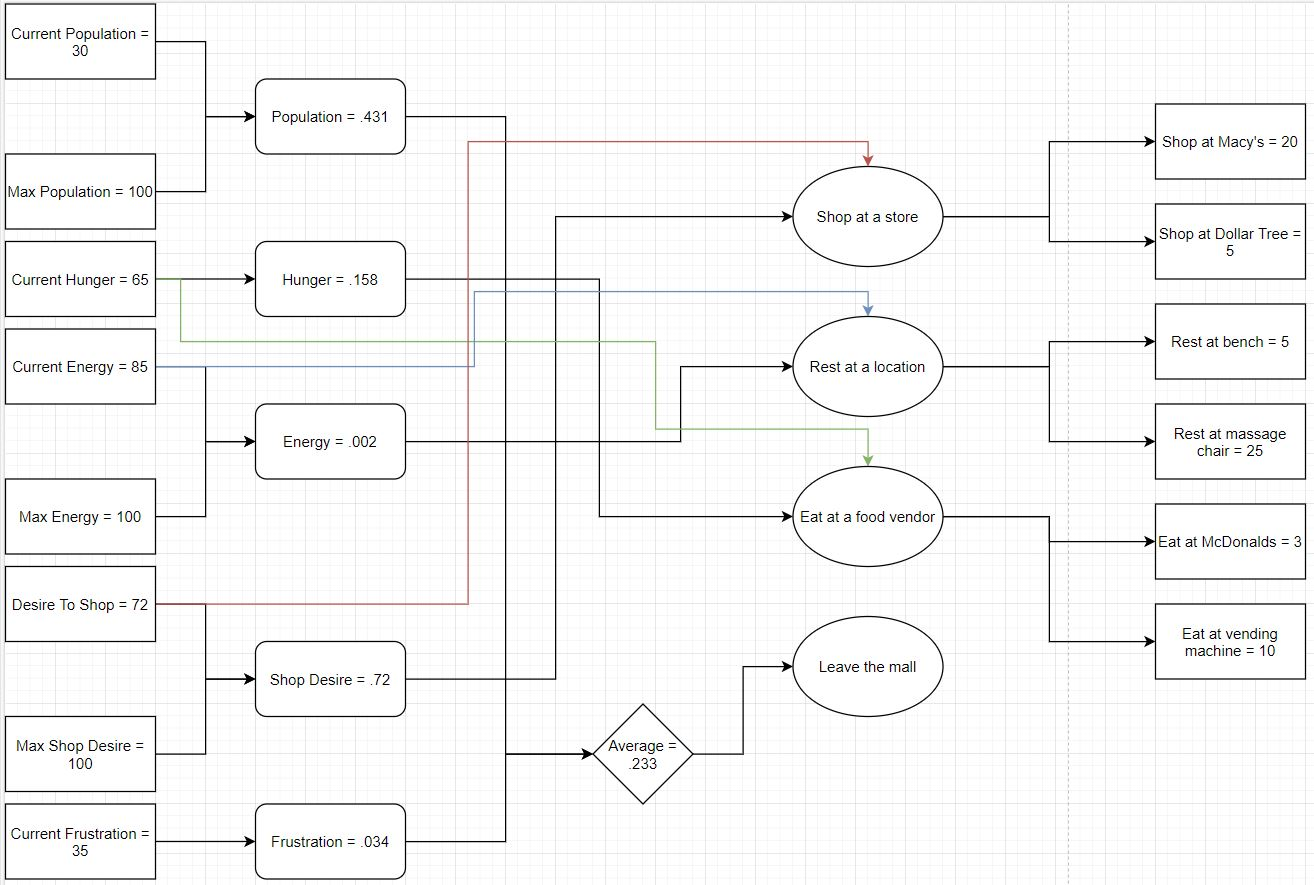 Current Population =
30
Max Population = 100
Current Hunger = 65
Current Energy = 85
Max Energy = 100
Desire To Shop = 72
Max Shop Desire =
100
Current Frustration =
35
Population = .431
Hunger = .158
Energy = .002
Shop Desire = .72
Frustration = .034
Average =
.233
Shop at a store
Rest at a location
Eat at a food vendor
Leave the mall
Shop at Macy's = 20
Shop at Dollar Tree =
5
Rest at bench = 5
Rest at massage
chair = 25
Eat at McDonalds = 3
Eat at vending
machine = 10